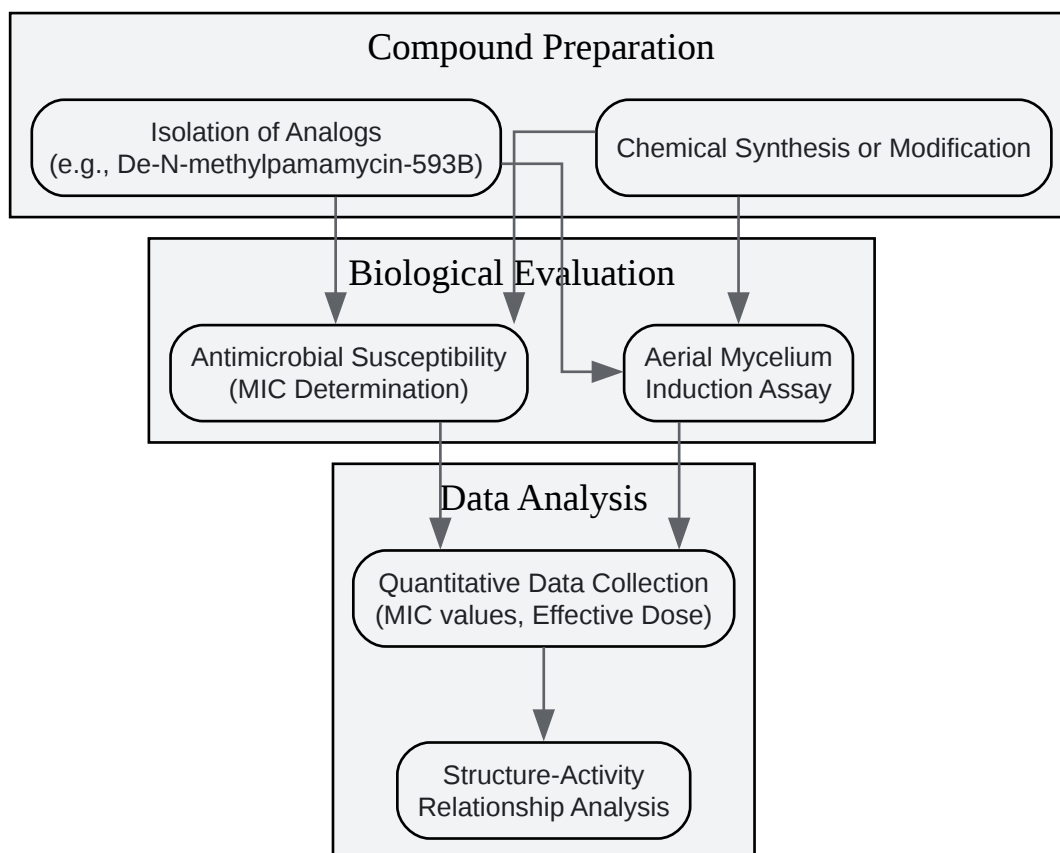 Compound Preparation
Isolation of Analogs
(e.g., De-N-methylpamamycin-593B)
Chemical Synthesis or Modification
Biological Evaluation
Antimicrobial Susceptibility
(MIC Determination)
Aerial Mycelium
Induction Assay
Data Analysis
Quantitative Data Collection
(MIC values, Effective Dose)
Structure-Activity
Relationship Analysis